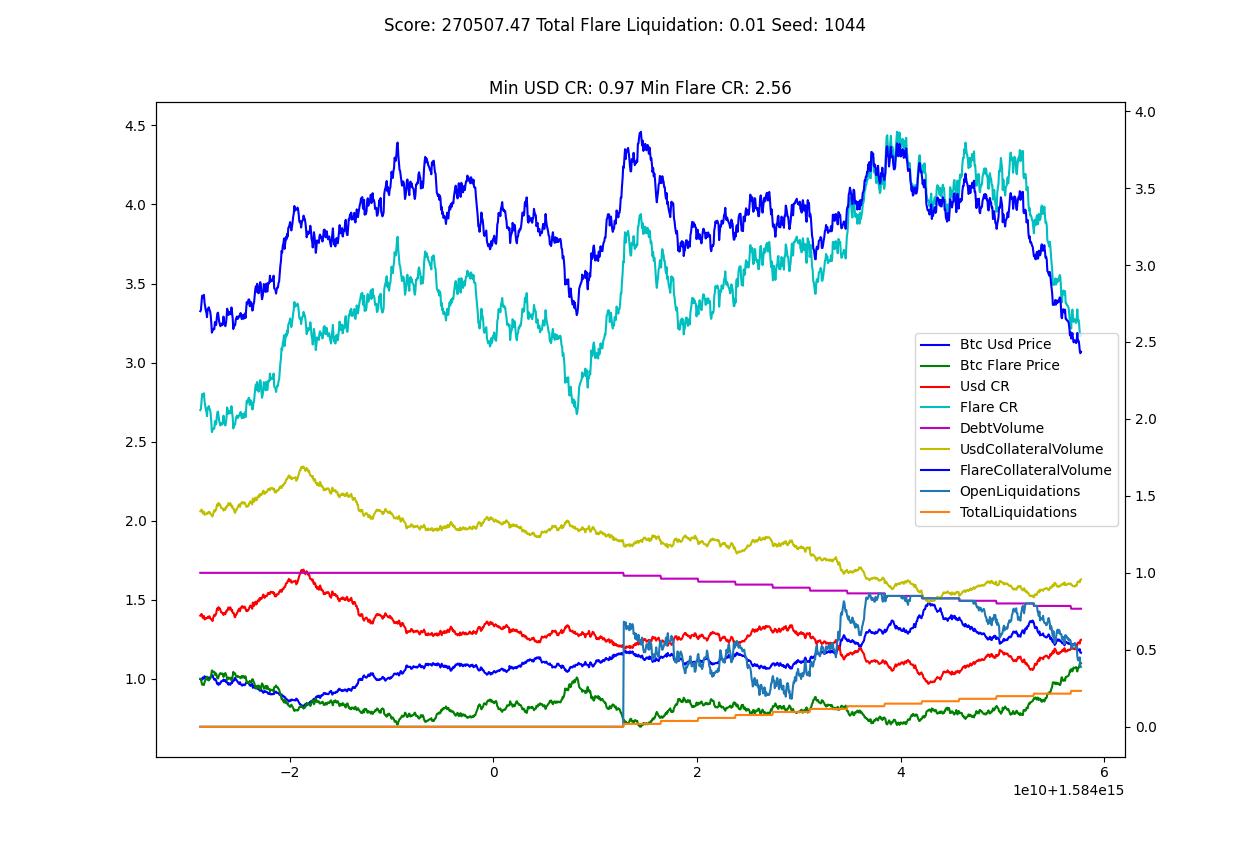 Score: 270507.47 Total Flare Liquidation: 0.01 Seed: 1044
Min USD CR: 0.97 Min Flare CR: 2.56
4.5
4.0
3.5
3.0
2.5
2.0
1.5
1.0
4.0
3.5
3.0
2.5
2.0
1.5
1.0
0.5
0.0
Btc Usd Price
Btc Flare Price
Usd CR
Flare CR
DebtVolume
UsdCollateralVolume
FlareCollateralVolume
OpenLiquidations
TotalLiquidations
−2
0
2
4
6
1e10+1.584e15